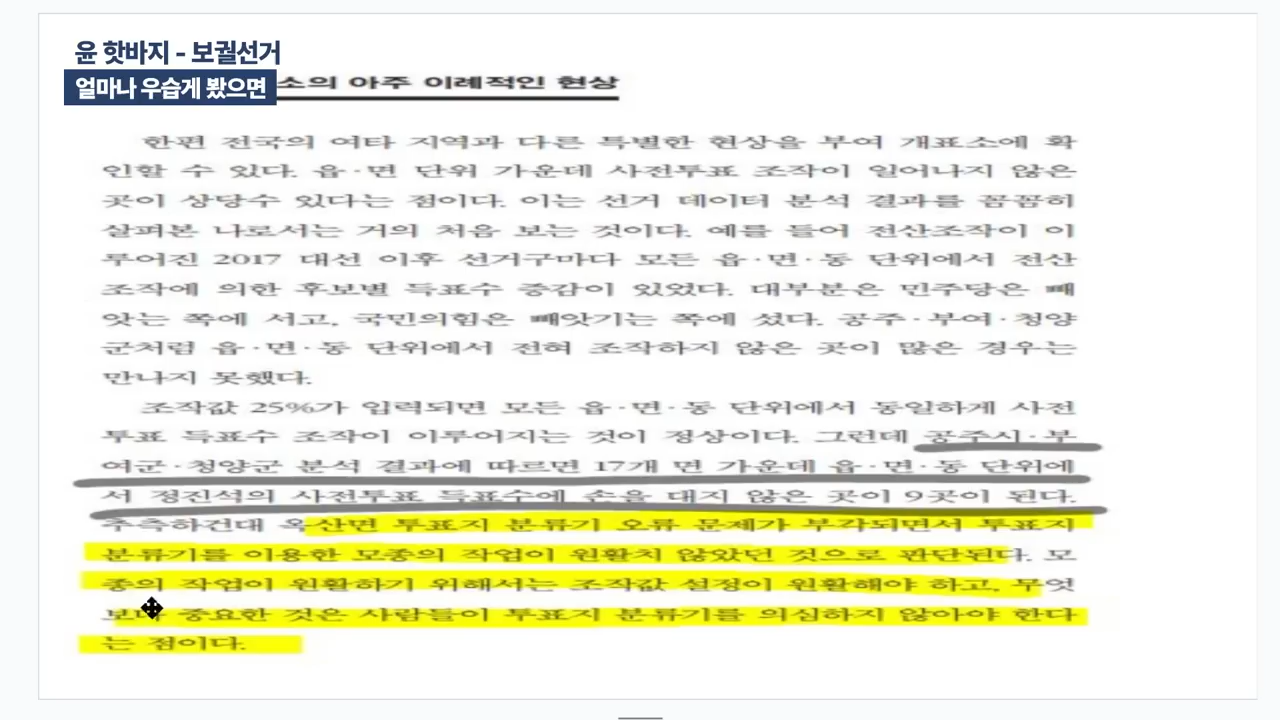 윤 핫바지 - 보궐선거
얼마나 우습게 봤으면
소의 아주 이례적인 현상
한편 전국의 여타 지역과 다른 특별한 현상을 부여 개표소에 확
인할 수 있다. 읍·면 단위 가운데 사전투표 조작이 일어나지 않은
곳이 상당수 있다는 점이다. 이는 선거 데이터 분석 결과를 꼼꼼히
살펴본 나로서는 거의 처음 보는 것이다. 예를 들어 전산조작이 이
루어진 2017 대선 이후 선거구마다 모든 읍·면·동 단위에서 전산
조작에 의한 후보별 득표수 증감이 있었다. 대부분은 민주당은 빼
앗는 쪽에 서고, 국민의힘은 빼앗기는 쪽에 섰다. 공주·부여·청양
군처럼 읍·면·동 단위에서 전혀 조작하지 않은 곳이 많은 경우는
만나지 못했다.
조작값 25%가 입력되면 모든 읍·면·동 단위에서 동일하게 사전
투표 득표수 조작이 이루어지는 것이 정상이다. 그런데 공주시·부
여군·청양군 분석 결과에 따르면 17개 면 가운데 읍·면·동 단위에
서 정진석의 사전투표 득표수에 손을 대지 않은 곳이 9곳이 된다.
추측하건대 옥산면 투표지 분류기 오류 문제가 부각되면서 투표지
분류기를 이용한 모종의 작업이 원활치 않았던 것으로 판단된다. 모
종의 작업이 원활하기 위해서는 조작값 설정이 원활해야 하고, 무엇
보다 중요한 것은 사람들이 투표지 분류기를 의심하지 않아야 한다
는 점이다.